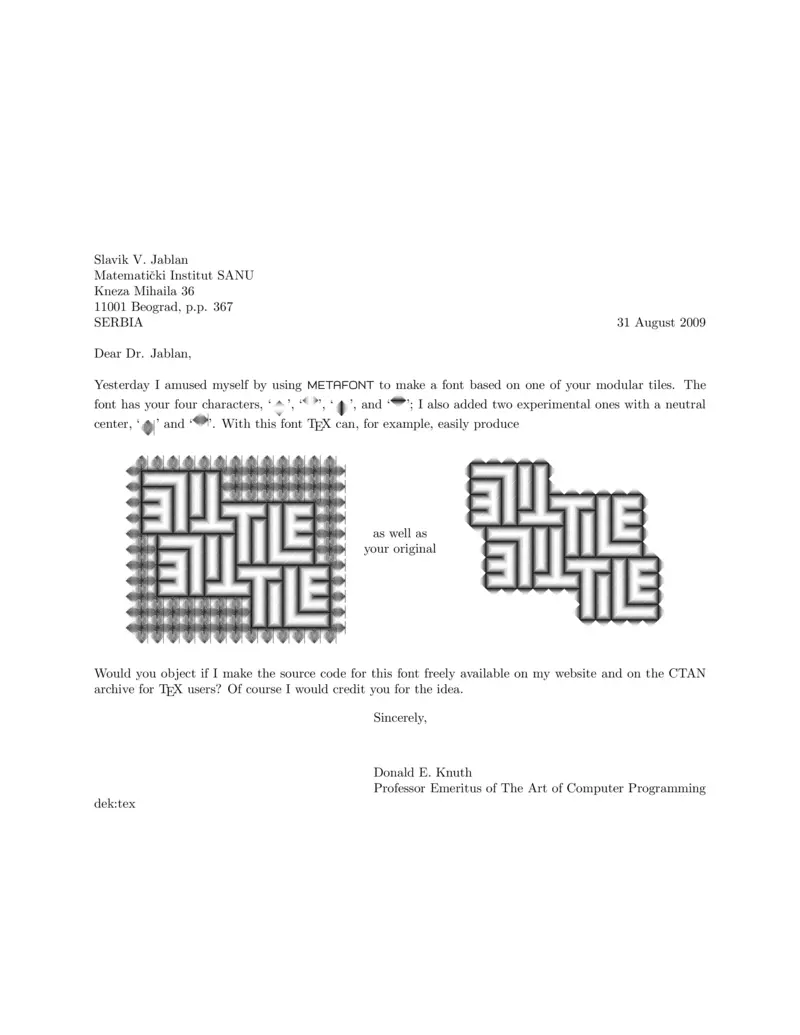 Slavik V. Jablan
Matematički Institut SANU
Kneza Mihaila 36
11001 Beograd, p.p. 367
SERBIA 31 August 2009
Dear Dr. Jablan,
Yesterday I amused myself by using METAFONT to make a font based on one of your modular tiles. The
font has your four characters, ‘ ’, ‘ ’, ‘ ’, and ‘ ’; I also added two experimental ones with a neutral
center, ‘ ’ and ‘ ’. With this font TEX can, for example, easily produce
TILE
TILE
as well as
your original
TILE
TILE
Would you object if I make the source code for this font freely available on my website and on the CTAN
archive for TEX users? Of course I would credit you for the idea.
Sincerely,
Donald E. Knuth
Professor Emeritus of The Art of Computer Programming
dek:tex